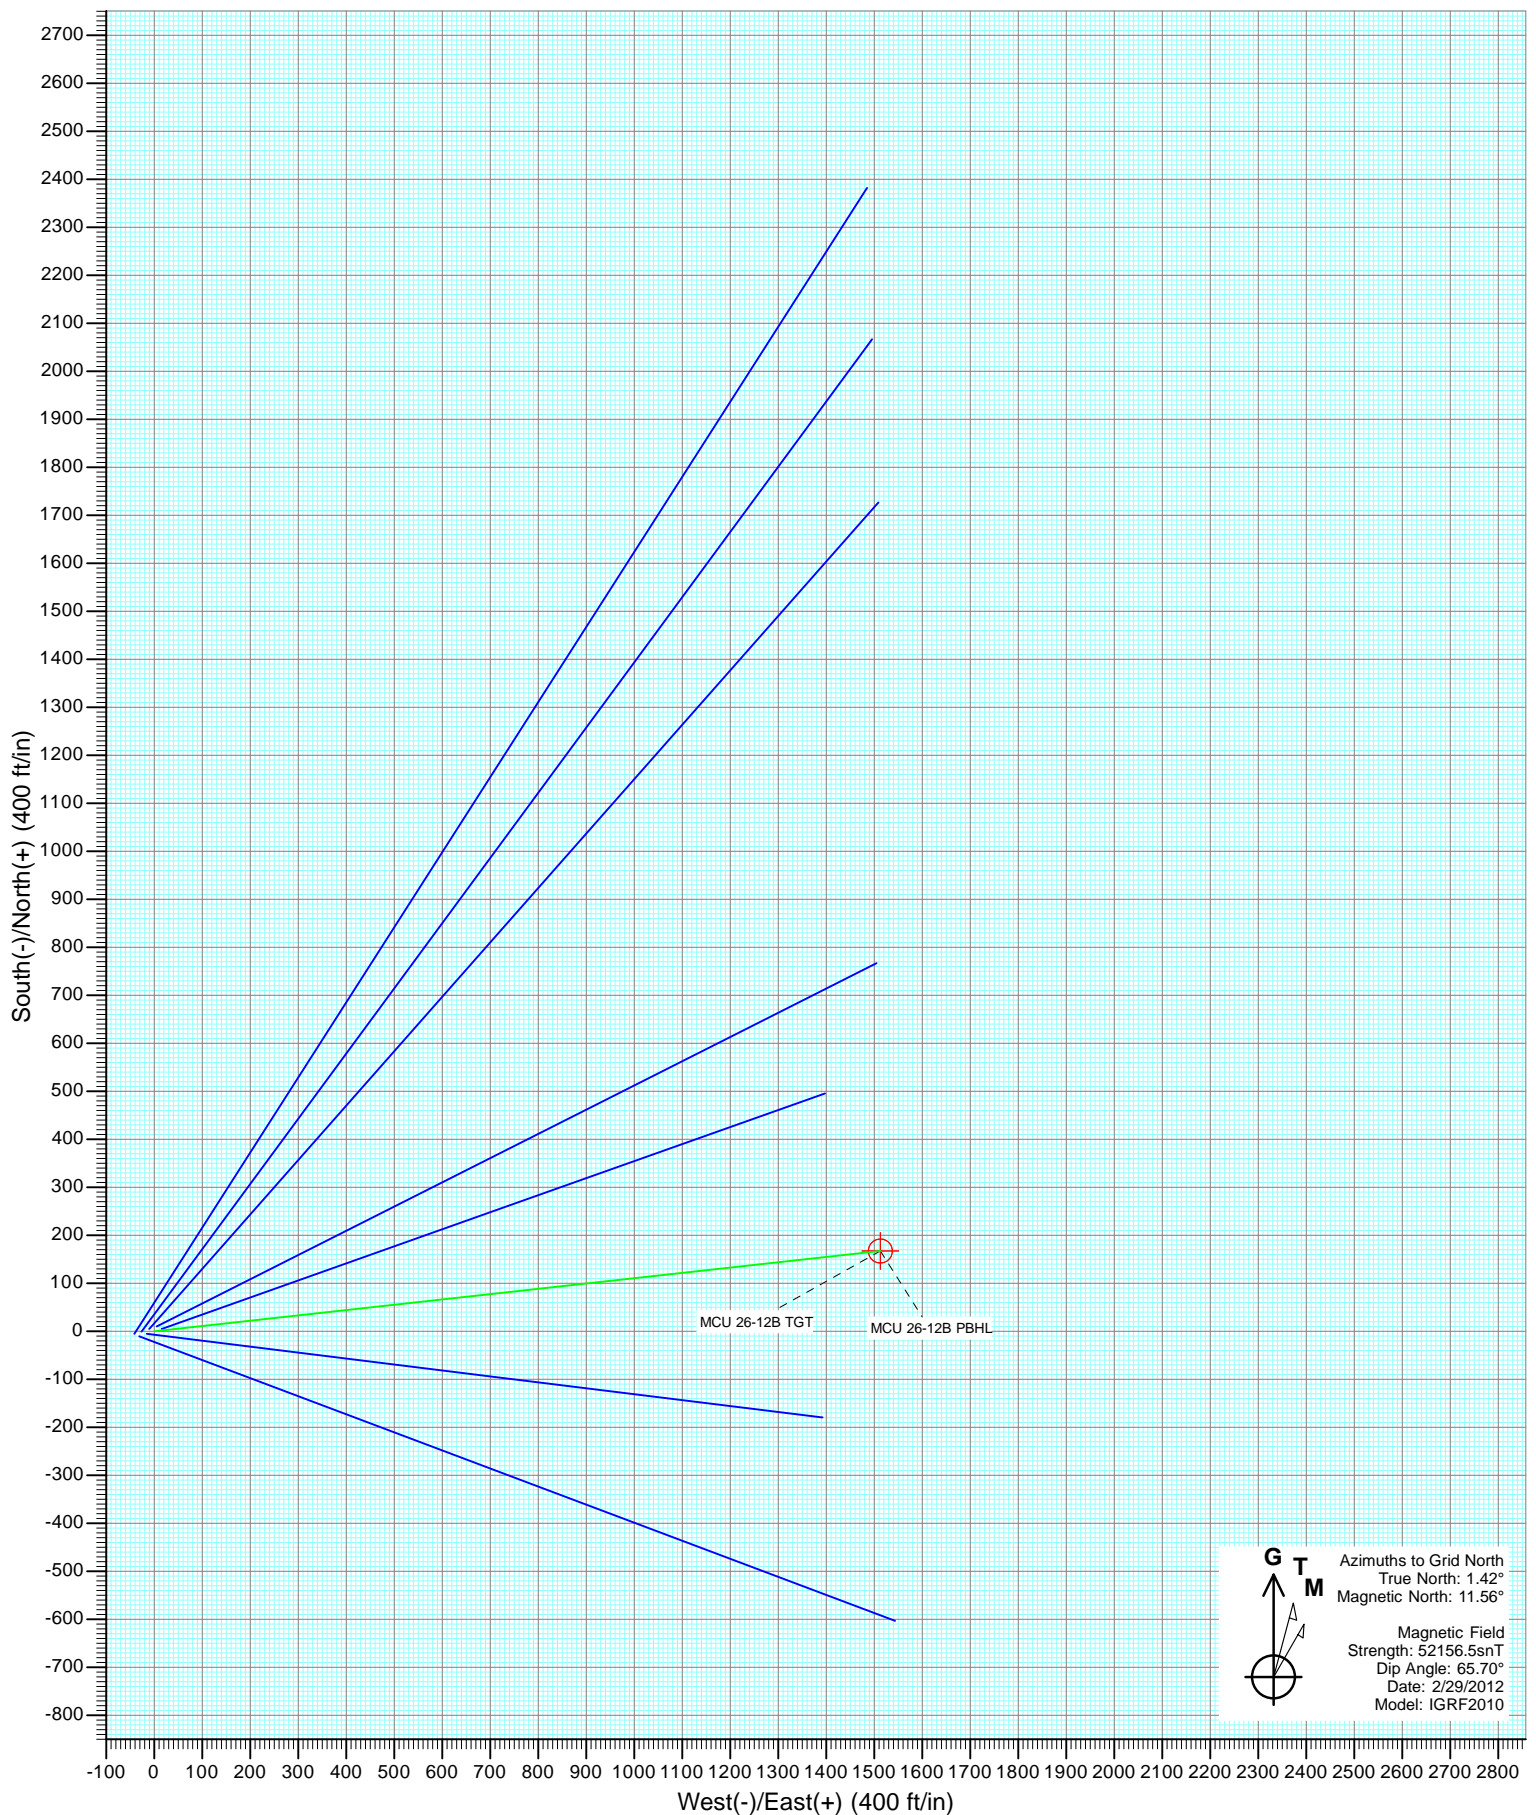 2700
2600
2500
2400
2300
2200
2100
2000
1900
1800
1700
1600
1500
1400
1300
1200
1100
1000
900
800
700
600
500
400
300
200
100
0
-100
-200
-300
-400
-500
-600
-700
-800
South(-)/North(+) (400 ft/in)
MCU 26-12B TGT
MCU 26-12B PBHL
G
T
M
Azimuths to Grid North
True North: 1.42°
Magnetic North: 11.56°
Magnetic Field
Strength: 52156.5snT
Dip Angle: 65.70°
Date: 2/29/2012
Model: IGRF2010
-100 0 100 200 300 400 500 600 700 800 900 1000 1100 1200 1300 1400 1500 1600 1700 1800 1900 2000 2100 2200 2300 2400 2500 2600 2700 2800
West(-)/East(+) (400 ft/in)